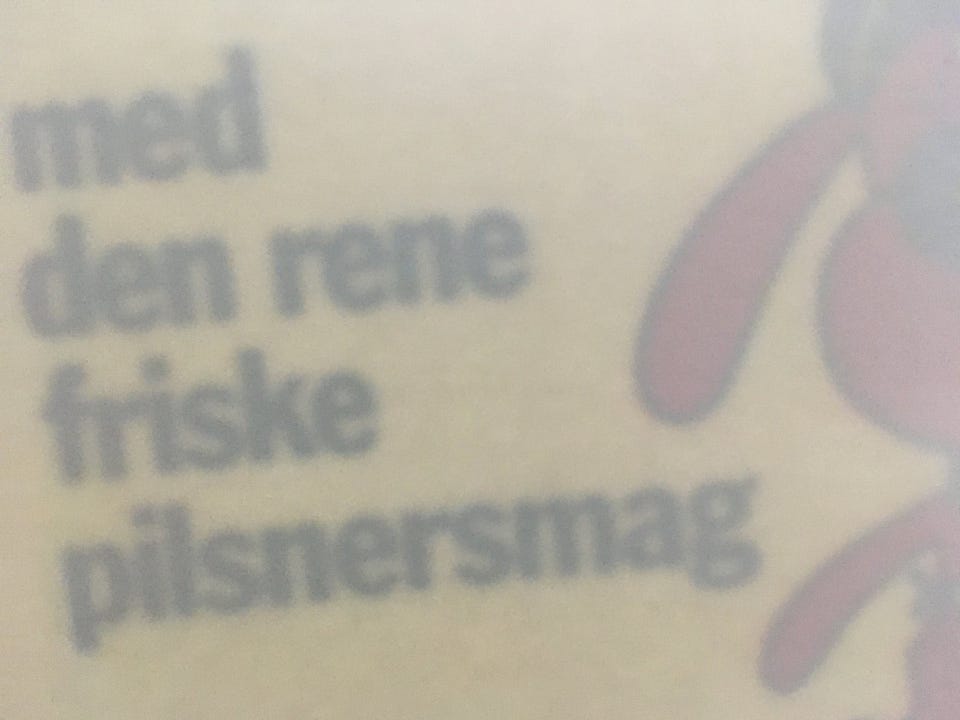 med
den rene
friske
pilsnersmag